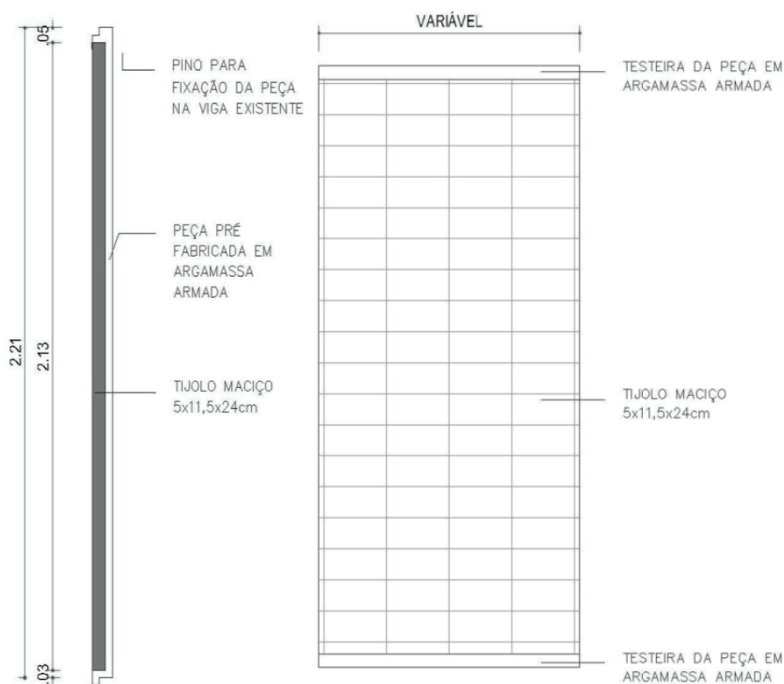 VARIÁVEL
.05
2.21
2.13
.03
PINO PARA
FIXAÇÃO DA PEÇA
NA VIGA EXISTENTE
PEÇA PRÉ
FABRICADA EM
ARGAMASSA
ARMADA
TIJOLO MACIÇO
5x11,5x24cm
TESTEIRA DA PEÇA EM
ARGAMASSA ARMADA
TIJOLO MACIÇO
5x11,5x24cm
TESTEIRA DA PEÇA EM
ARGAMASSA ARMADA